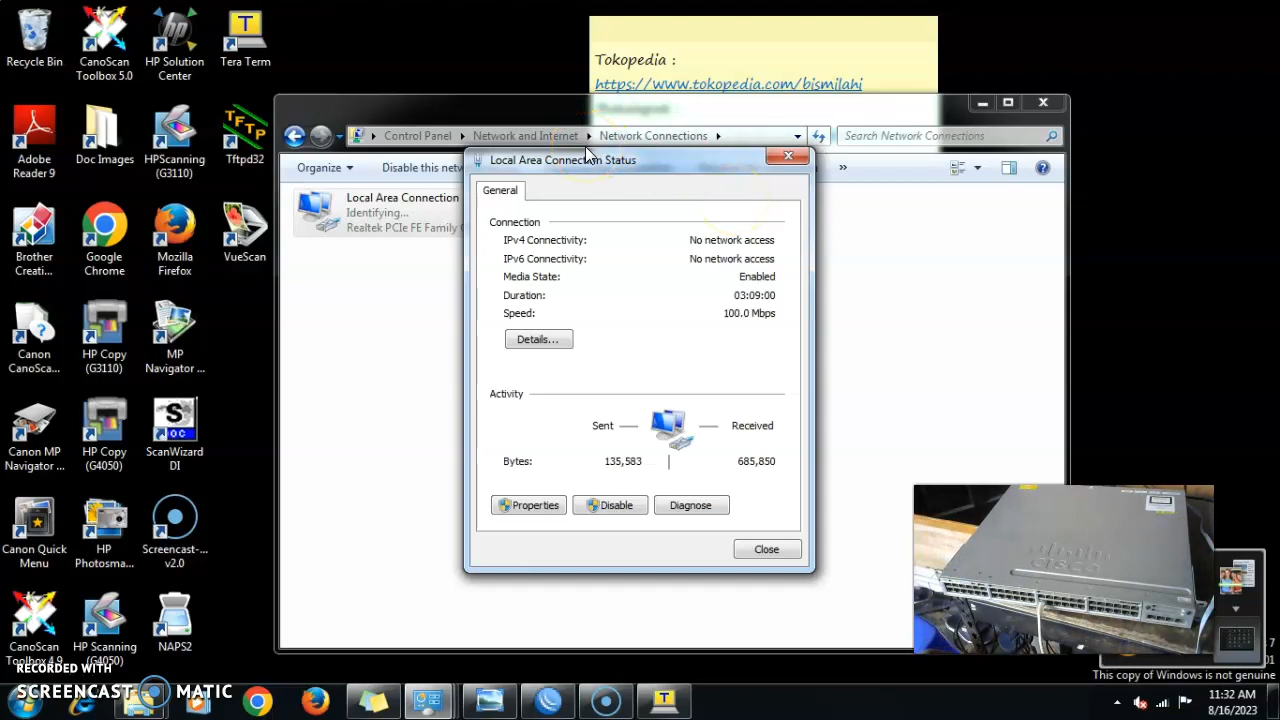 Recycle Bin
CanoScan Toolbox 5.0
HP Solution Center
Tera Term
Adobe Reader 9
Doc Images
HPScanning (G3110)
Tftpd32
Brother Creati...
Google Chrome
Mozilla Firefox
VueScan
Canon CanoSca...
HP Copy (G3110)
MP Navigator ...
Canon MP Navigator ...
HP Copy (G4050)
ScanWizard DI
Canon Quick Menu
HP Photosma...
Screencast-... v2.0
CanoScan Toolbox 4.9
HP Scanning (G4050)
NAPS2
Tokopedia :
https://www.tokopedia.com/bismilahi
Control Panel
Network and Internet
Network Connections
Search Network Connections
Organize
Disable this netw
Local Area Connection
Identifying...
Realtek PCIe FE Family C
Local Area Connection Status
General
Connection
IPv4 Connectivity: No network access
IPv6 Connectivity: No network access
Media State: Enabled
Duration: 03:09:00
Speed: 100.0 Mbps
Details...
Activity
Sent
Received
Bytes: 135,583 685,850
Properties
Disable
Diagnose
Close
cisco
7
01
This copy of Windows is not genuine
RECORDED WITH
SCREENCAST MATIC
11:32 AM
8/16/2023